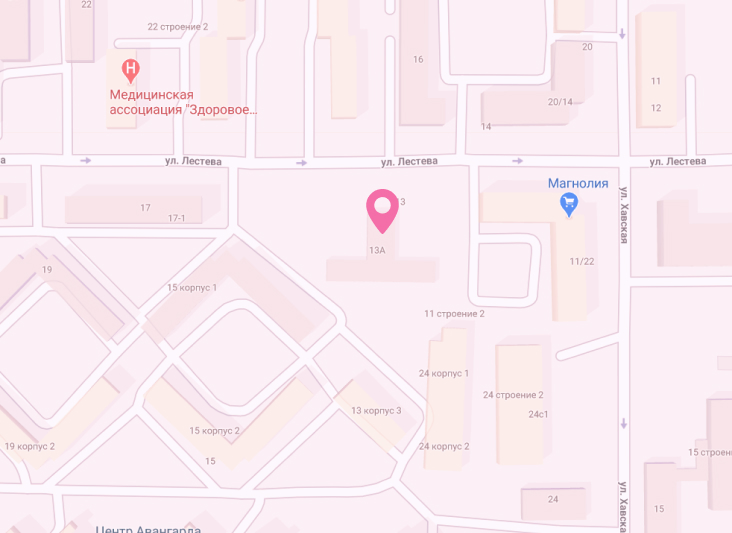 22
22 строение 2
16
20
11
12
Медицинская
ассоциация "Здоровое...
20/14
14
а
ул. Лестева
ул. Лестева
ул. Лестева
Магнолия
17
17-1
3
13А
ул. Хавская
11/22
19
15 корпус 1
11 строение 2
24 корпус 1
24 строение 2
24с1
13 корпус 3
15 корпус 2
19 корпус 2
24 корпус 2
15
15 строен
24
15
ул. Хавска
Центр Авангарда